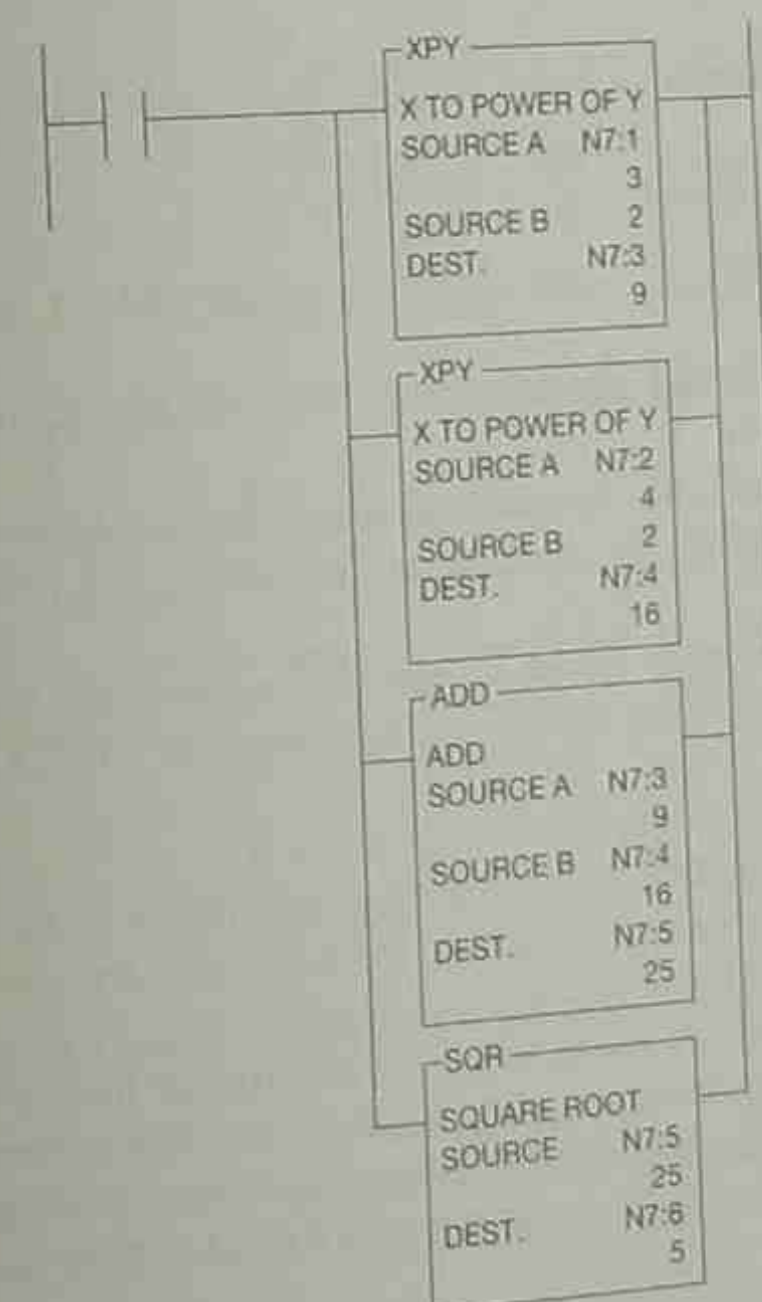 XPY
X TO POWER OF Y
SOURCE A N7:1
3
SOURCE B 2
DEST. N7:3
9
XPY
X TO POWER OF Y
SOURCE A N7:2
4
SOURCE B 2
DEST. N7:4
16
ADD
ADD
SOURCE A N7:3
9
SOURCE B N7:4
16
DEST. N7:5
25
SQR
SQUARE ROOT
SOURCE N7:5
25
DEST. N7:6
5